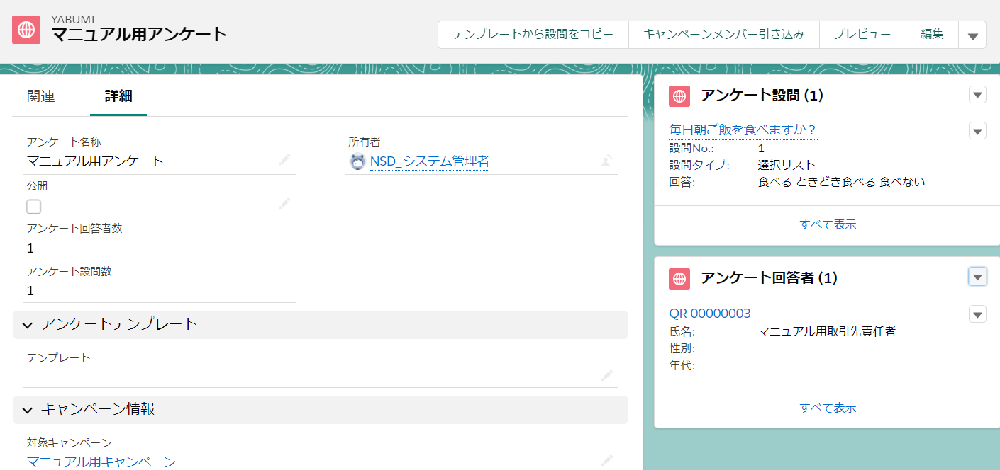 YABUMI
マニュアル用アンケート
テンプレートから設問をコピー
キャンペーンメンバー引き込み
プレビュー
編集
関連
詳細
アンケート名称
マニュアル用アンケート
所有者
NSD_システム管理者
公開
アンケート回答者数
1
アンケート設問数
1
アンケートテンプレート
テンプレート
キャンペーン情報
対象キャンペーン
マニュアル用キャンペーン
アンケート設問 (1)
毎日朝ご飯を食べますか？
設問No.: 1
設問タイプ: 選択リスト
回答: 食べる ときどき食べる 食べない
すべて表示
アンケート回答者 (1)
QR-00000003
氏名: マニュアル用取引先責任者
性別:
年代:
すべて表示